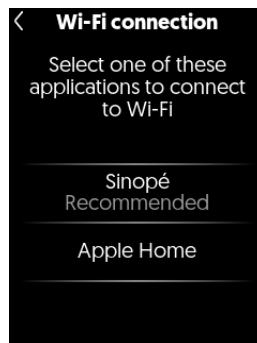 Wi-Fi connection
Select one of these
applications to connect
to Wi-Fi
Sinopé
Recommended
Apple Home